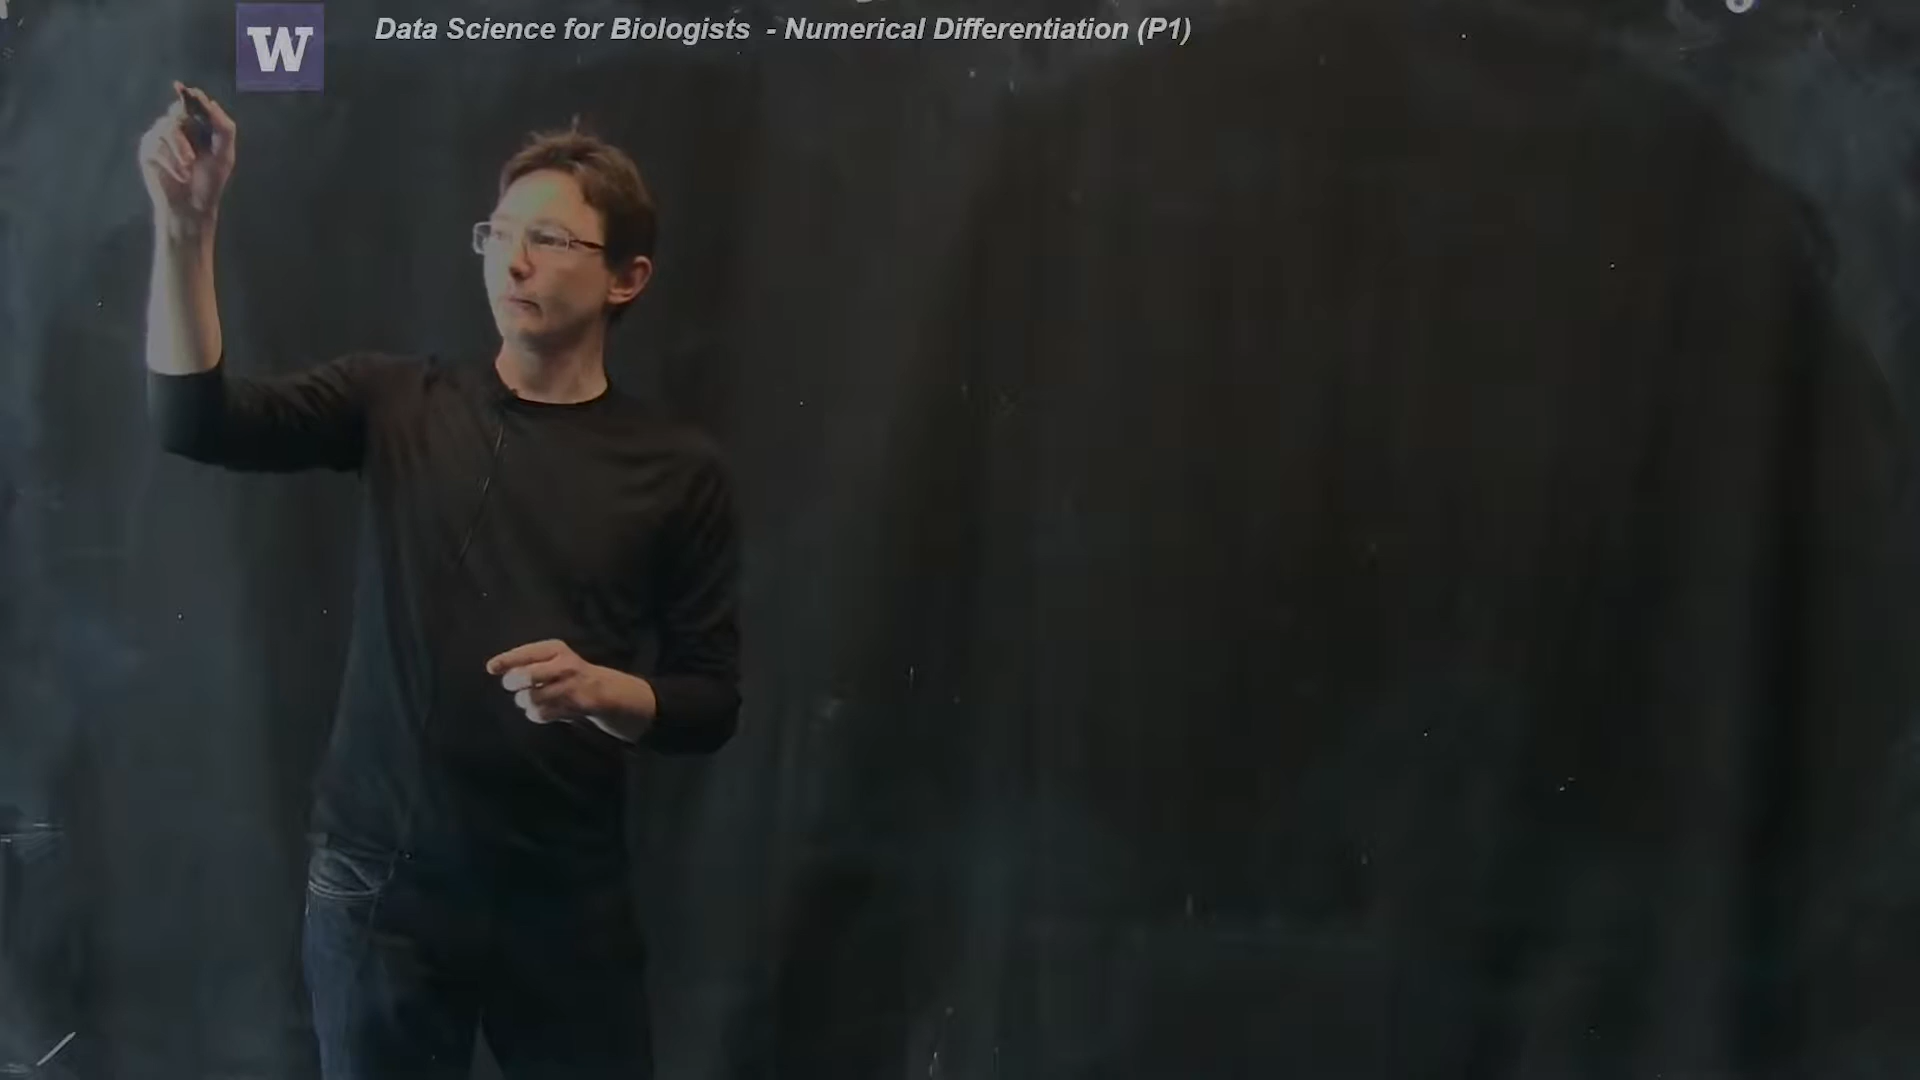 W
Data Science for Biologists - Numerical Differentiation (P1)